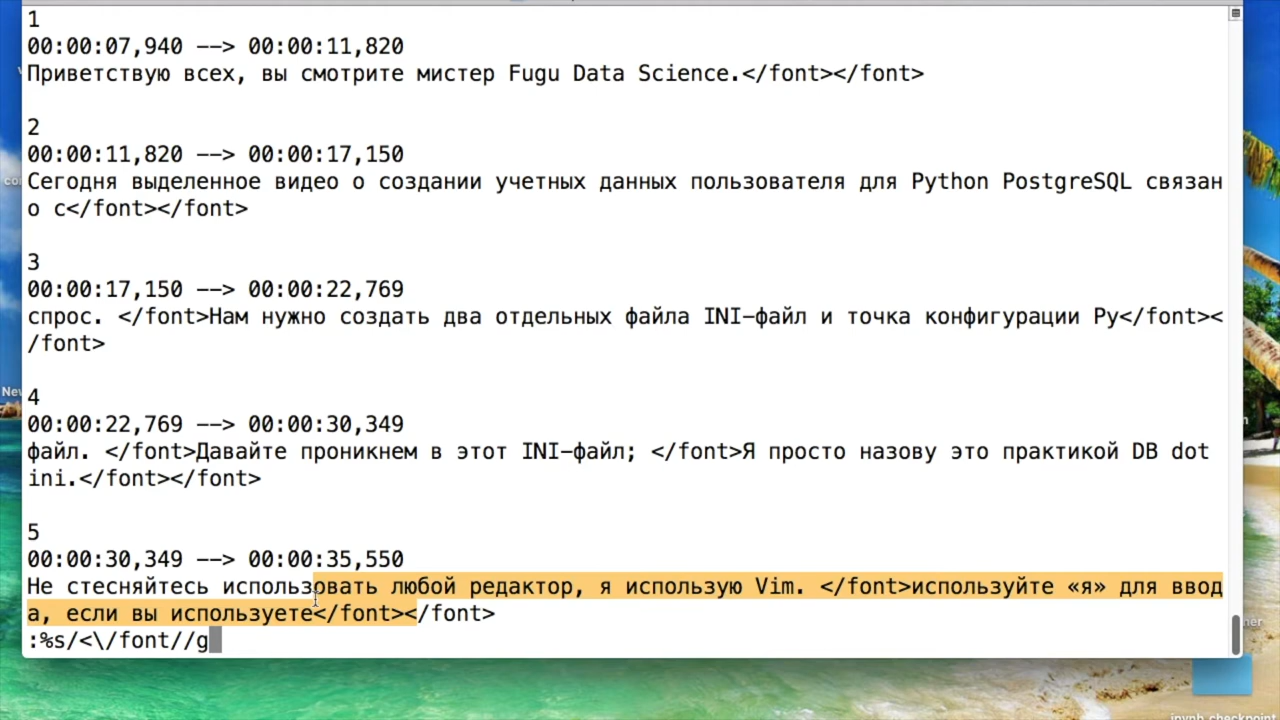 1
00:00:07,940 --> 00:00:11,820
Приветствую всех, вы смотрите мистер Fugu Data Science.</font></font>
2
00:00:11,820 --> 00:00:17,150
Сегодня выделенное видео о создании учетных данных пользователя для Python PostgreSQL связан
о с</font></font>
3
00:00:17,150 --> 00:00:22,769
спрос. </font>Нам нужно создать два отдельных файла INI-файл и точка конфигурации Py</font><
/font>
4
00:00:22,769 --> 00:00:30,349
файл. </font>Давайте проникнем в этот INI-файл; </font>Я просто назову это практикой DB dot
ini.</font></font>
5
00:00:30,349 --> 00:00:35,550
Не стесняйтесь использовать любой редактор, я использую Vim. </font>используйте «я» для ввод
а, если вы используете</font></font>
:%s/<\/font//g
New